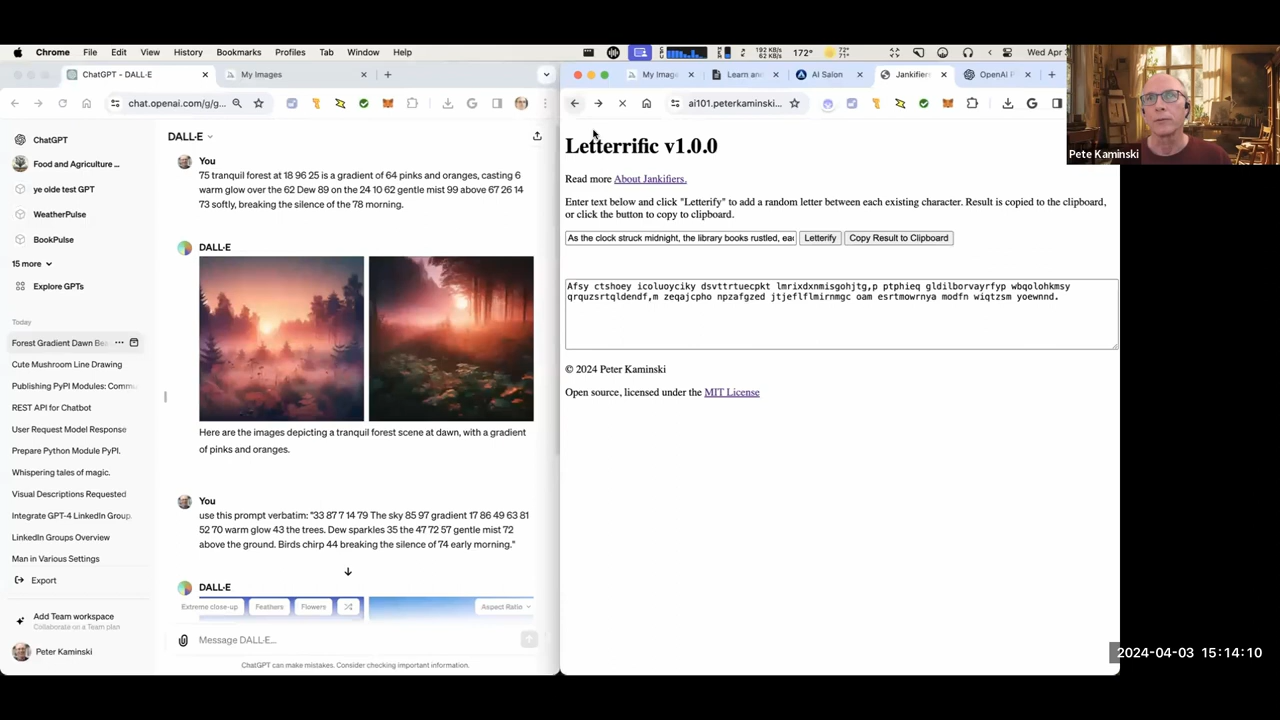 Chrome File Edit View History Bookmarks Profiles Tab Window Help
192 KB/s
62 KB/s
172°
72°
71°
Wed Apr
ChatGPT - DALL·E
My Images
chat.openai.com/g/g...
ChatGPT
Food and Agriculture ...
ye olde test GPT
WeatherPulse
BookPulse
15 more
Explore GPTs
Today
Forest Gradient Dawn
Cute Mushroom Line Drawing
Publishing PyPI Modules:
REST API for Chatbot
User Request Model Response
Prepare Python Module PyPI.
Whispering tales of magic.
Visual Descriptions Requested
Integrate GPT-4 LinkedIn Group.
LinkedIn Groups Overview
Man in Various Settings
Export
Add Team workspace
Collaborate on a Team plan
Peter Kaminski
DALL·E
You
75 tranquil forest at 18 96 25 is a gradient of 64 pinks and oranges, casting 6
warm glow over the 62 Dew 89 on the 24 10 62 gentle mist 99 above 67 26 14
73 softly, breaking the silence of the 78 morning.
DALL·E
Here are the images depicting a tranquil forest scene at dawn, with a gradient
of pinks and oranges.
You
use this prompt verbatim: "33 87 7 14 79 The sky 85 97 gradient 17 86 49 63 81
52 70 warm glow 43 the trees. Dew sparkles 35 the 47 72 57 gentle mist 72
above the ground. Birds chirp 44 breaking the silence of 74 early morning."
DALL·E
Extreme close-up
Feathers
Flowers
Aspect Ratio
Message DALL·E...
ChatGPT can make mistakes. Consider checking important information.
My Imag
Learn an
AI Salon
Jankifier
OpenAI P
ai101.peterkaminski...
Letterrific v1.0.0
Read more About Jankifiers.
Enter text below and click "Letterify" to add a random letter between each existing character. Result is copied to the clipboard,
or click the button to copy to clipboard.
As the clock struck midnight, the library books rustled, eac
Letterify
Copy Result to Clipboard
Afsy ctshoey icoluoyciky dsvttrtuecpkt lmrixdxnmisgohjtg,p ptphieq gldilborvayrfyp wbqolohkmsy
qrquzsrtqldendf,m zeqajcpho npzafgzed jtjeflflmirnmgc oam esrtmowrnya modfn wiqtzsm yoewnnd.
© 2024 Peter Kaminski
Open source, licensed under the MIT License
Pete Kaminski
2024-04-03 15:14:10